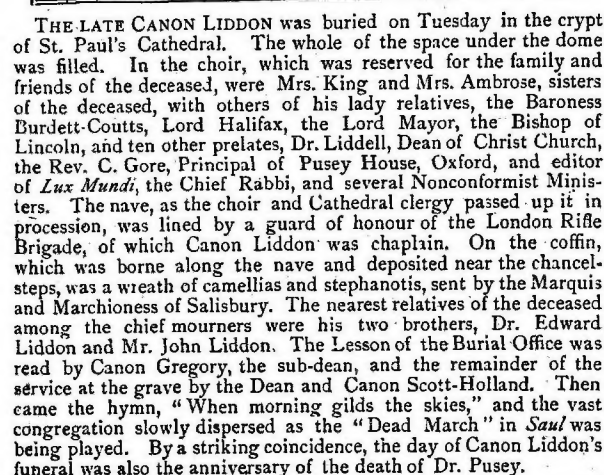 THE LATE CANON LIDDON was buried on Tuesday in the crypt
of St. Paul's Cathedral. The whole of the space under the dome
was filled. In the choir, which was reserved for the family and
friends of the deceased, were Mrs. King and Mrs. Ambrose, sisters
of the deceased, with others of his lady relatives, the Baroness
Burdett-Coutts, Lord Halifax, the Lord Mayor, the Bishop of
Lincoln, and ten other prelates, Dr. Liddell, Dean of Christ Church,
the Rev. C. Gore, Principal of Pusey House, Oxford, and editor
of Lux Mundi, the Chief Rabbi, and several Nonconformist Minis-
ters. The nave, as the choir and Cathedral clergy passed up it in
procession, was lined by a guard of honour of the London Rifle
Brigade, of which Canon Liddon was chaplain. On the coffin,
which was borne along the nave and deposited near the chancel-
steps, was a wreath of camellias and stephanotis, sent by the Marquis
and Marchioness of Salisbury. The nearest relatives of the deceased
among the chief mourners were his two brothers, Dr. Edward
Liddon and Mr. John Liddon. The Lesson of the Burial Office was
read by Canon Gregory, the sub-dean, and the remainder of the
service at the grave by the Dean and Canon Scott-Holland. Then
came the hymn, "When morning gilds the skies," and the vast
congregation slowly dispersed as the "Dead March" in Saul was
being played. By a striking coincidence, the day of Canon Liddon's
funeral was also the anniversary of the death of Dr. Pusey.